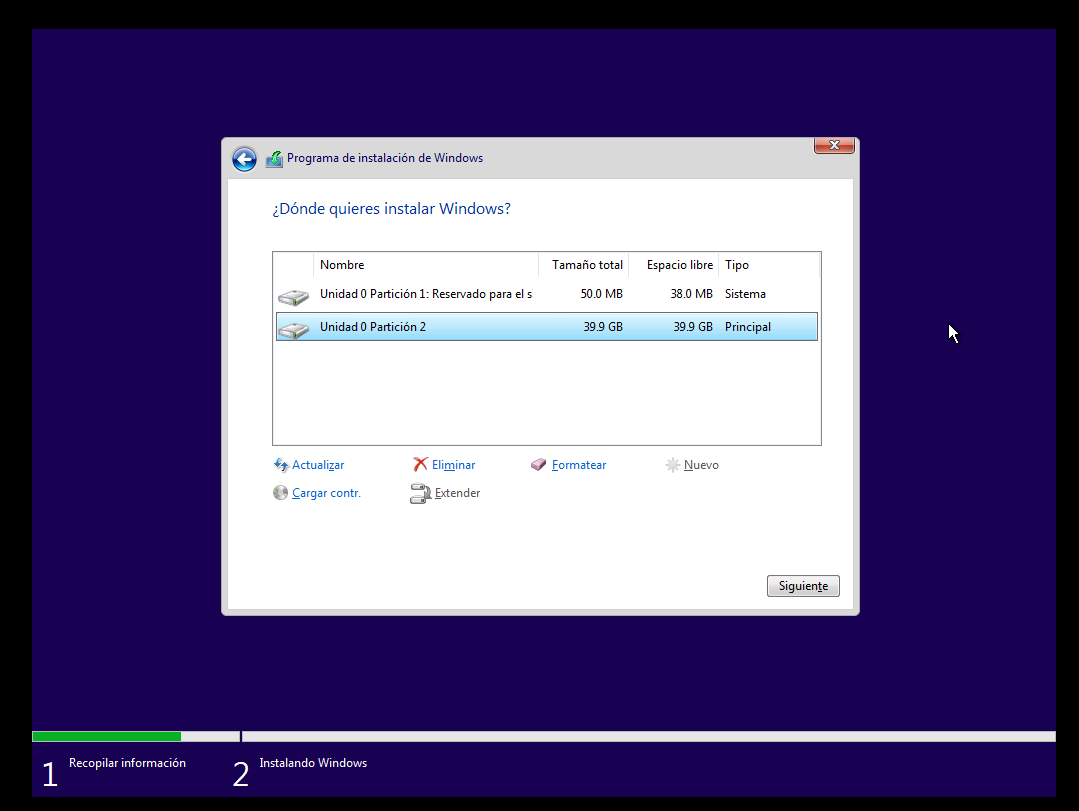 Programa de instalación de Windows
¿Dónde quieres instalar Windows?
Nombre Tamaño total Espacio libre Tipo
Unidad 0 Partición 1: Reservado para el s 50.0 MB 38.0 MB Sistema
Unidad 0 Partición 2 39.9 GB 39.9 GB Principal
Actualizar Eliminar Formatear Nuevo
Cargar contr. Extender
Siguiente
1 Recopilar información 2 Instalando Windows